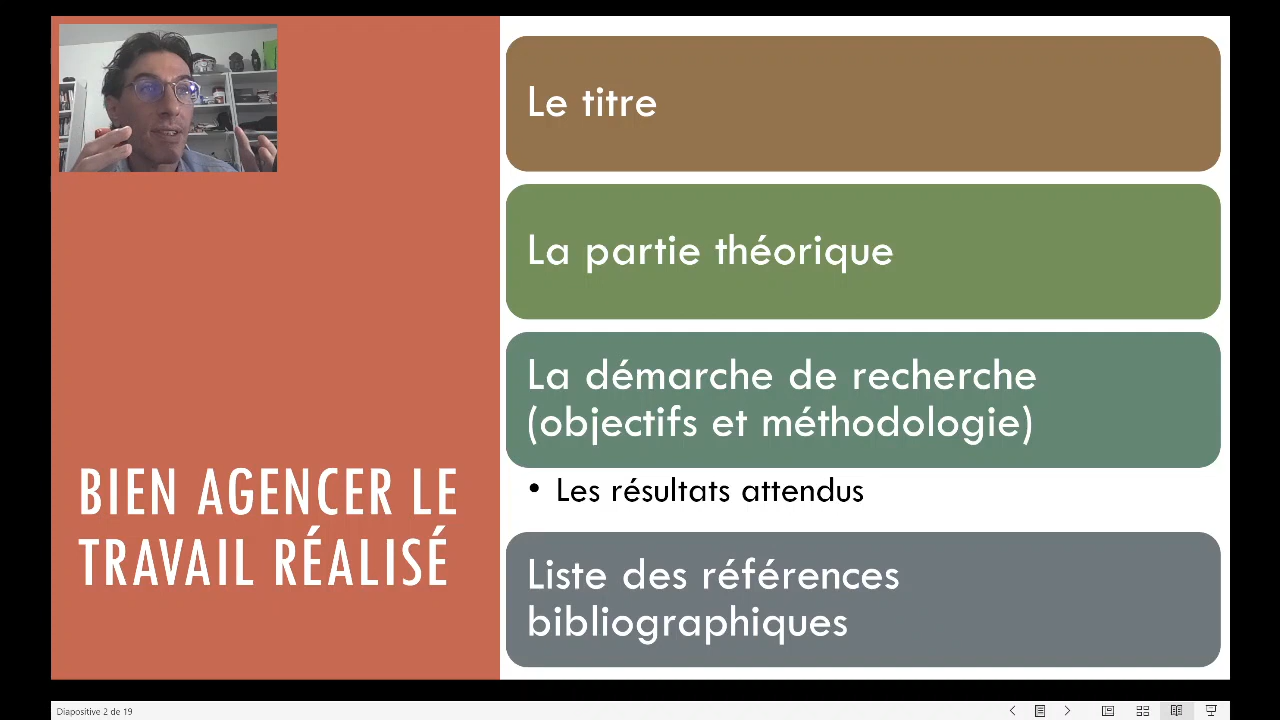 BIEN AGENCER LE
TRAVAIL RÉALISÉ
Le titre
La partie théorique
La démarche de recherche
(objectifs et méthodologie)
• Les résultats attendus
Liste des références
bibliographiques
Diapositive 2 de 19